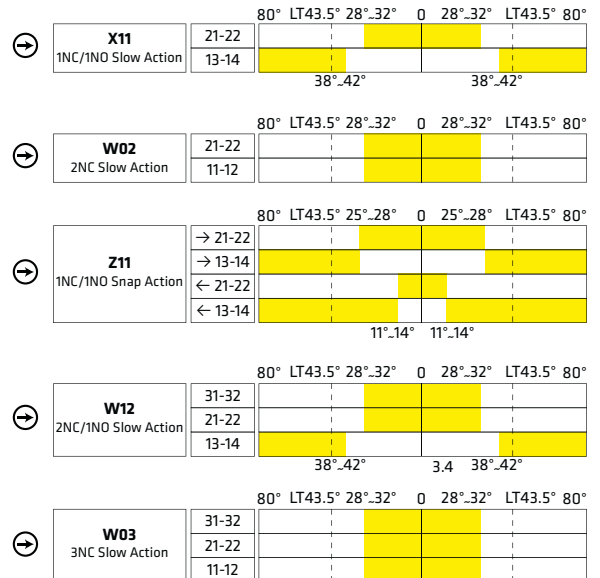 80° LT43.5° 28°~32° 0 28°~32° LT43.5° 80°
X11
1NC/1NO Slow Action
21-22
13-14
38°~42° 38°~42°
80° LT43.5° 28°~32° 0 28°~32° LT43.5° 80°
W02
2NC Slow Action
21-22
11-12
80° LT43.5° 25°~28° 0 25°~28° LT43.5° 80°
Z11
1NC/1NO Snap Action
→ 21-22
→ 13-14
← 21-22
← 13-14
11°~14° 11°~14°
80° LT43.5° 28°~32° 0 28°~32° LT43.5° 80°
W12
2NC/1NO Slow Action
31-32
21-22
13-14
38°~42° 3.4 38°~42°
80° LT43.5° 28°~32° 0 28°~32° LT43.5° 80°
W03
3NC Slow Action
31-32
21-22
11-12